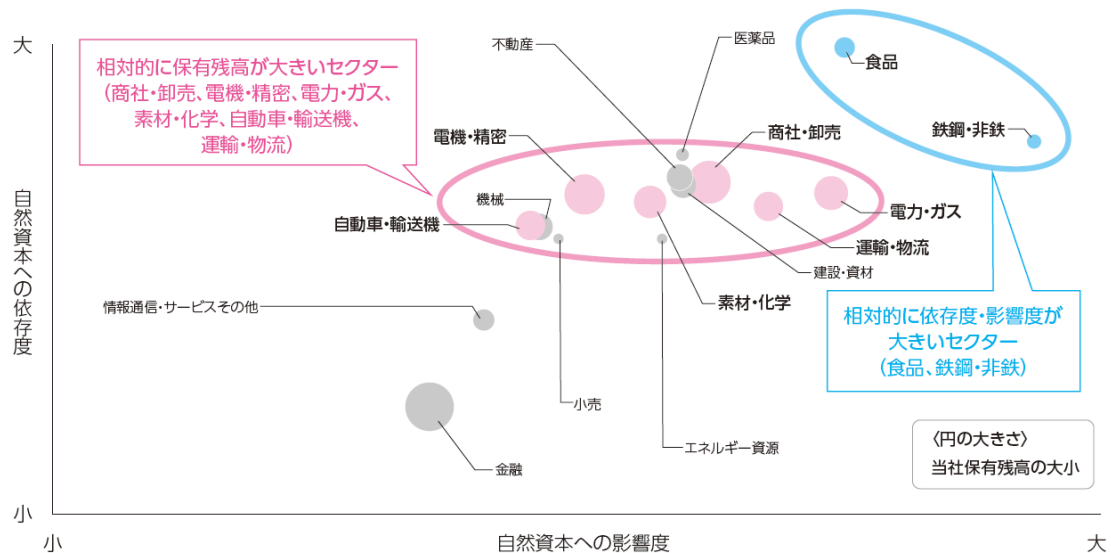 大
自然資本への依存度
小
小
自然資本への影響度
大
相対的に保有残高が大きいセクター
（商社・卸売、電機・精密、電力・ガス、
素材・化学、自動車・輸送機、
運輸・物流）
不動産
医薬品
食品
鉄鋼・非鉄
電機・精密
商社・卸売
機械
自動車・輸送機
電力・ガス
運輸・物流
建設・資材
素材・化学
情報通信・サービスその他
小売
エネルギー資源
金融
相対的に依存度・影響度が
大きいセクター
（食品、鉄鋼・非鉄）
〈円の大きさ〉
当社保有残高の大小